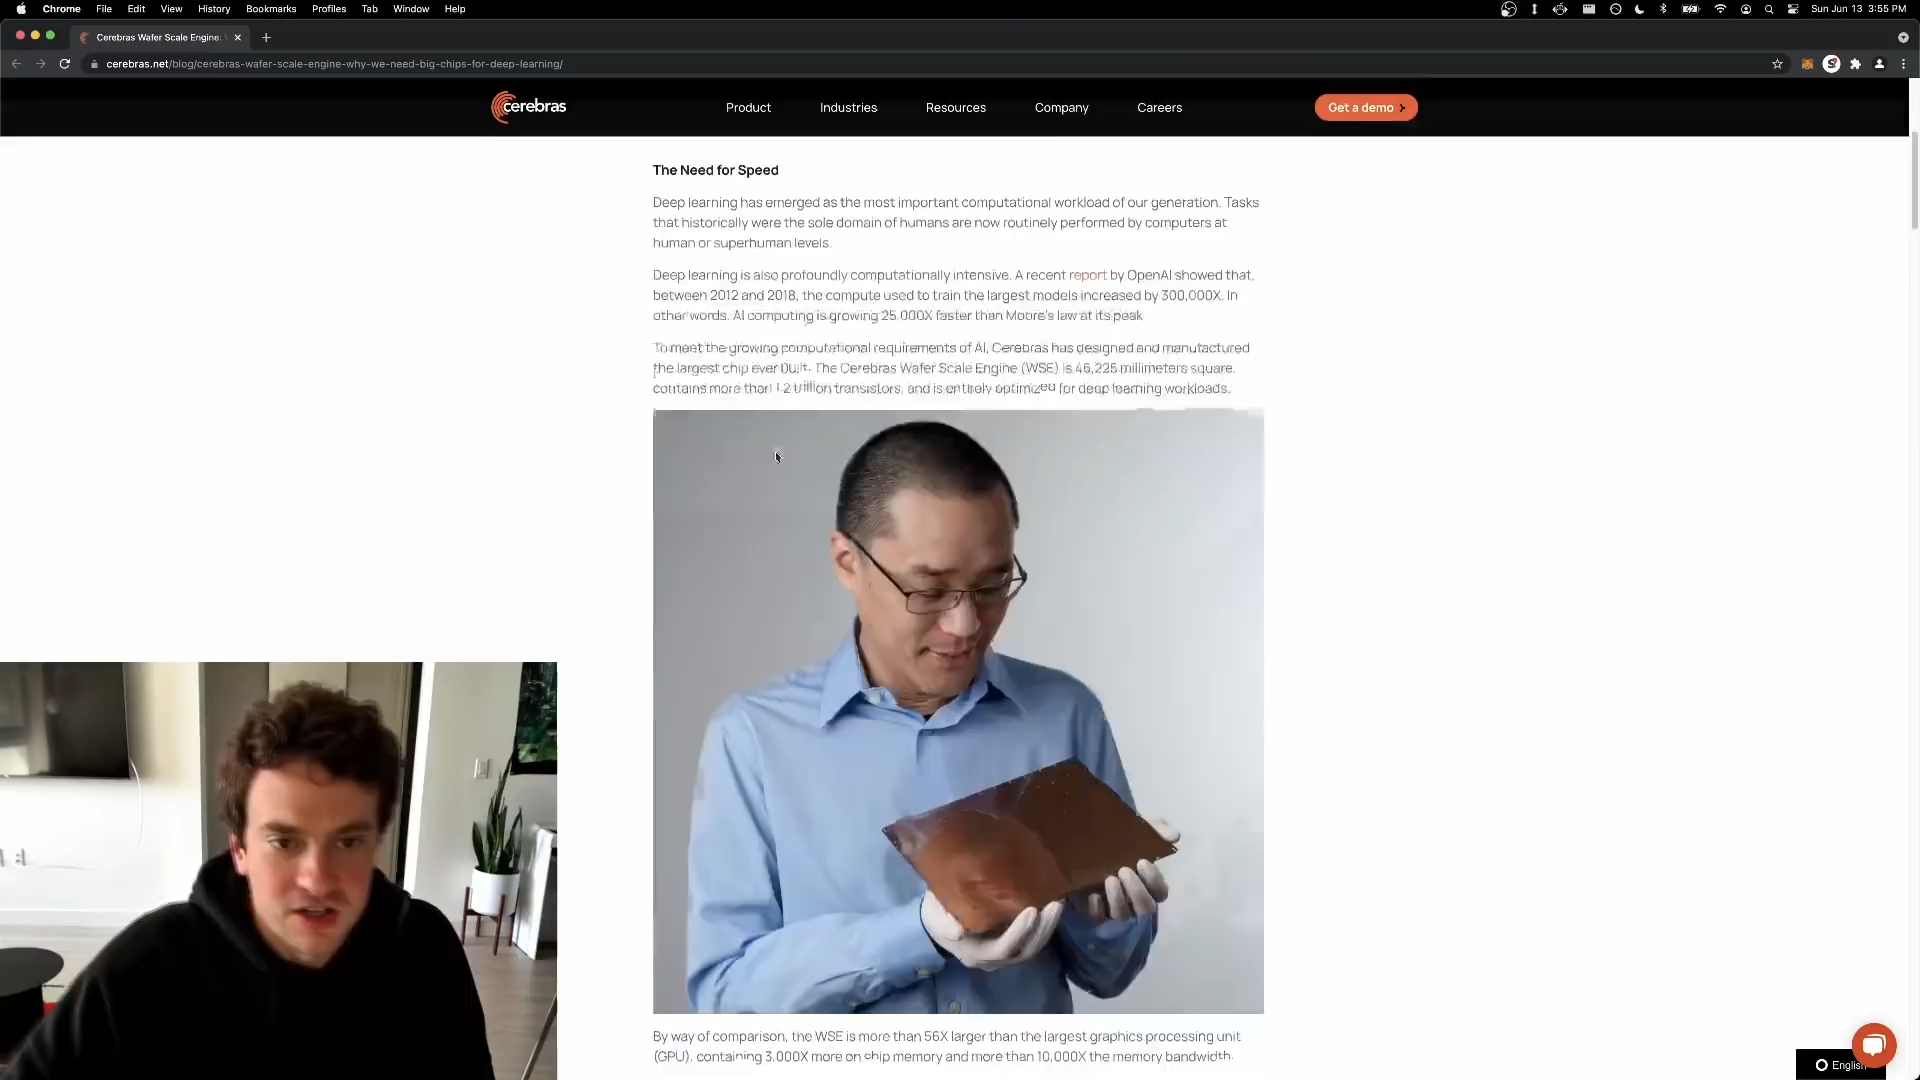 Chrome File Edit View History Bookmarks Profiles Tab Window Help Sun Jun 13 3:55 PM
Cerebras Wafer Scale Engine:
cerebras.net/blog/cerebras-wafer-scale-engine-why-we-need-big-chips-for-deep-learning/
cerebras Product Industries Resources Company Careers Get a demo
The Need for Speed
Deep learning has emerged as the most important computational workload of our generation. Tasks
that historically were the sole domain of humans are now routinely performed by computers at
human or superhuman levels.
Deep learning is also profoundly computationally intensive. A recent report by OpenAI showed that,
between 2012 and 2018, the compute used to train the largest models increased by 300,000X. In
other words, AI computing is growing 25,000X faster than Moore's law at its peak
To meet the growing computational requirements of AI, Cerebras has designed and manufactured
the largest chip ever built. The Cerebras Wafer Scale Engine (WSE) is 46,225 millimeters square,
contains more than 1.2 trillion transistors, and is entirely optimized for deep learning workloads.
By way of comparison, the WSE is more than 56X larger than the largest graphics processing unit
(GPU), containing 3,000X more on chip memory and more than 10,000X the memory bandwidth.
English